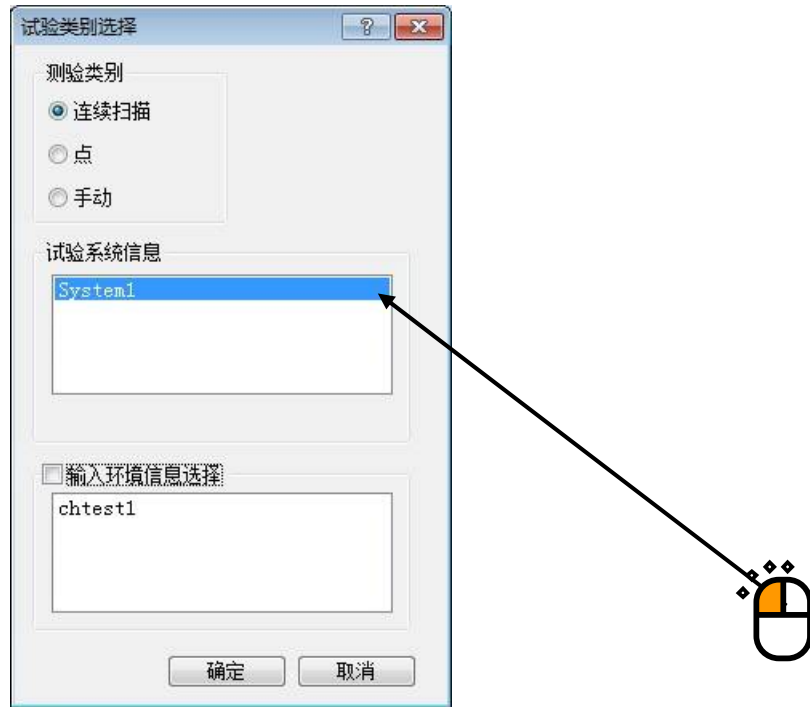 试验类别选择
测验类别
连续扫描
点
手动
试验系统信息
System1
输入环境信息选择
chtest1
确定 取消